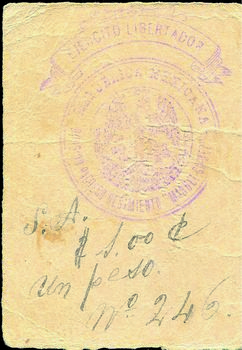 EJERCITO LIBERTADOR
REPUBLICA MEXICANA
S. A.
$ 1.00 ¢
un peso.
Nº 246.